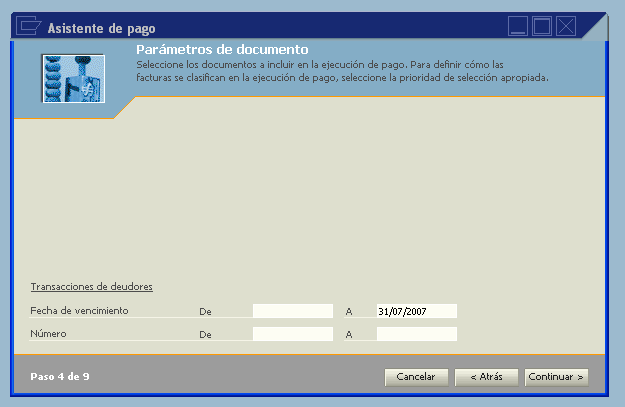 Asistente de pago
Parámetros de documento
Seleccione los documentos a incluir en la ejecución de pago. Para definir cómo las
facturas se clasifican en la ejecución de pago, seleccione la prioridad de selección apropiada.
Transacciones de deudores
Fecha de vencimiento De A 31/07/2007
Número De A
Paso 4 de 9 Cancelar < Atrás Continuar >